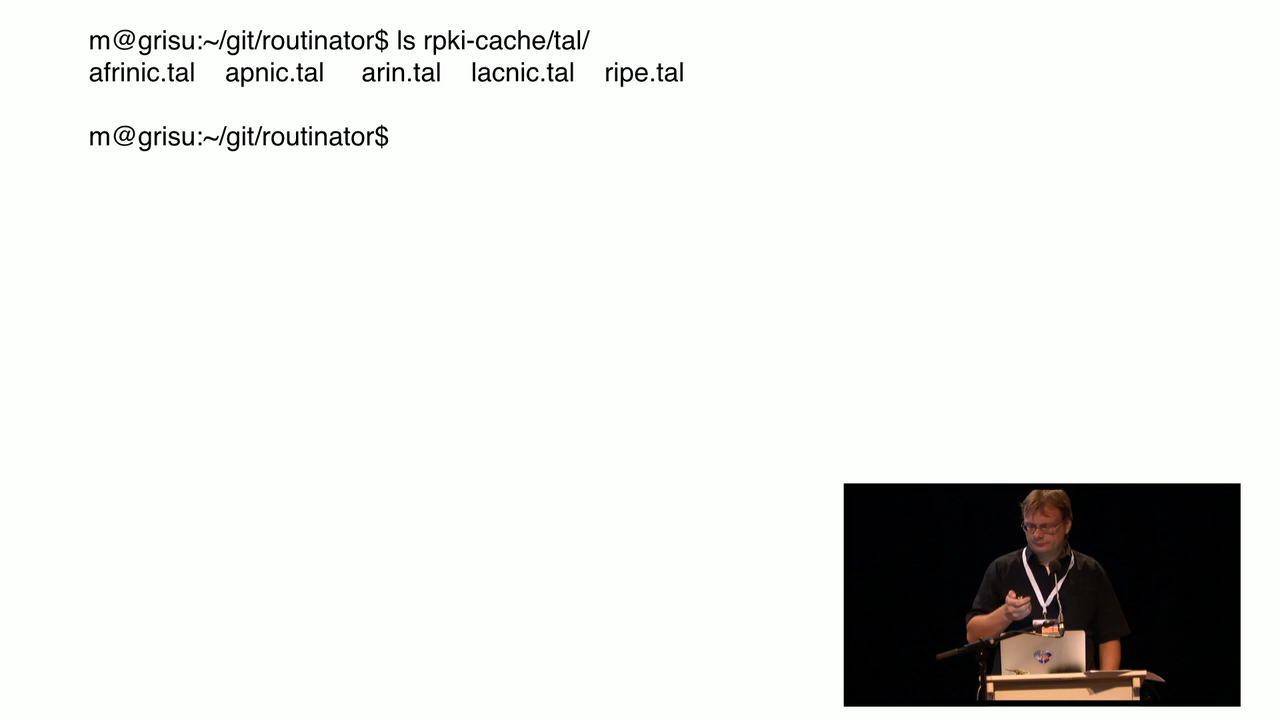 m@grisu:~/git/routinator$ ls rpki-cache/tal/
afrinic.tal apnic.tal arin.tal lacnic.tal ripe.tal
m@grisu:~/git/routinator$